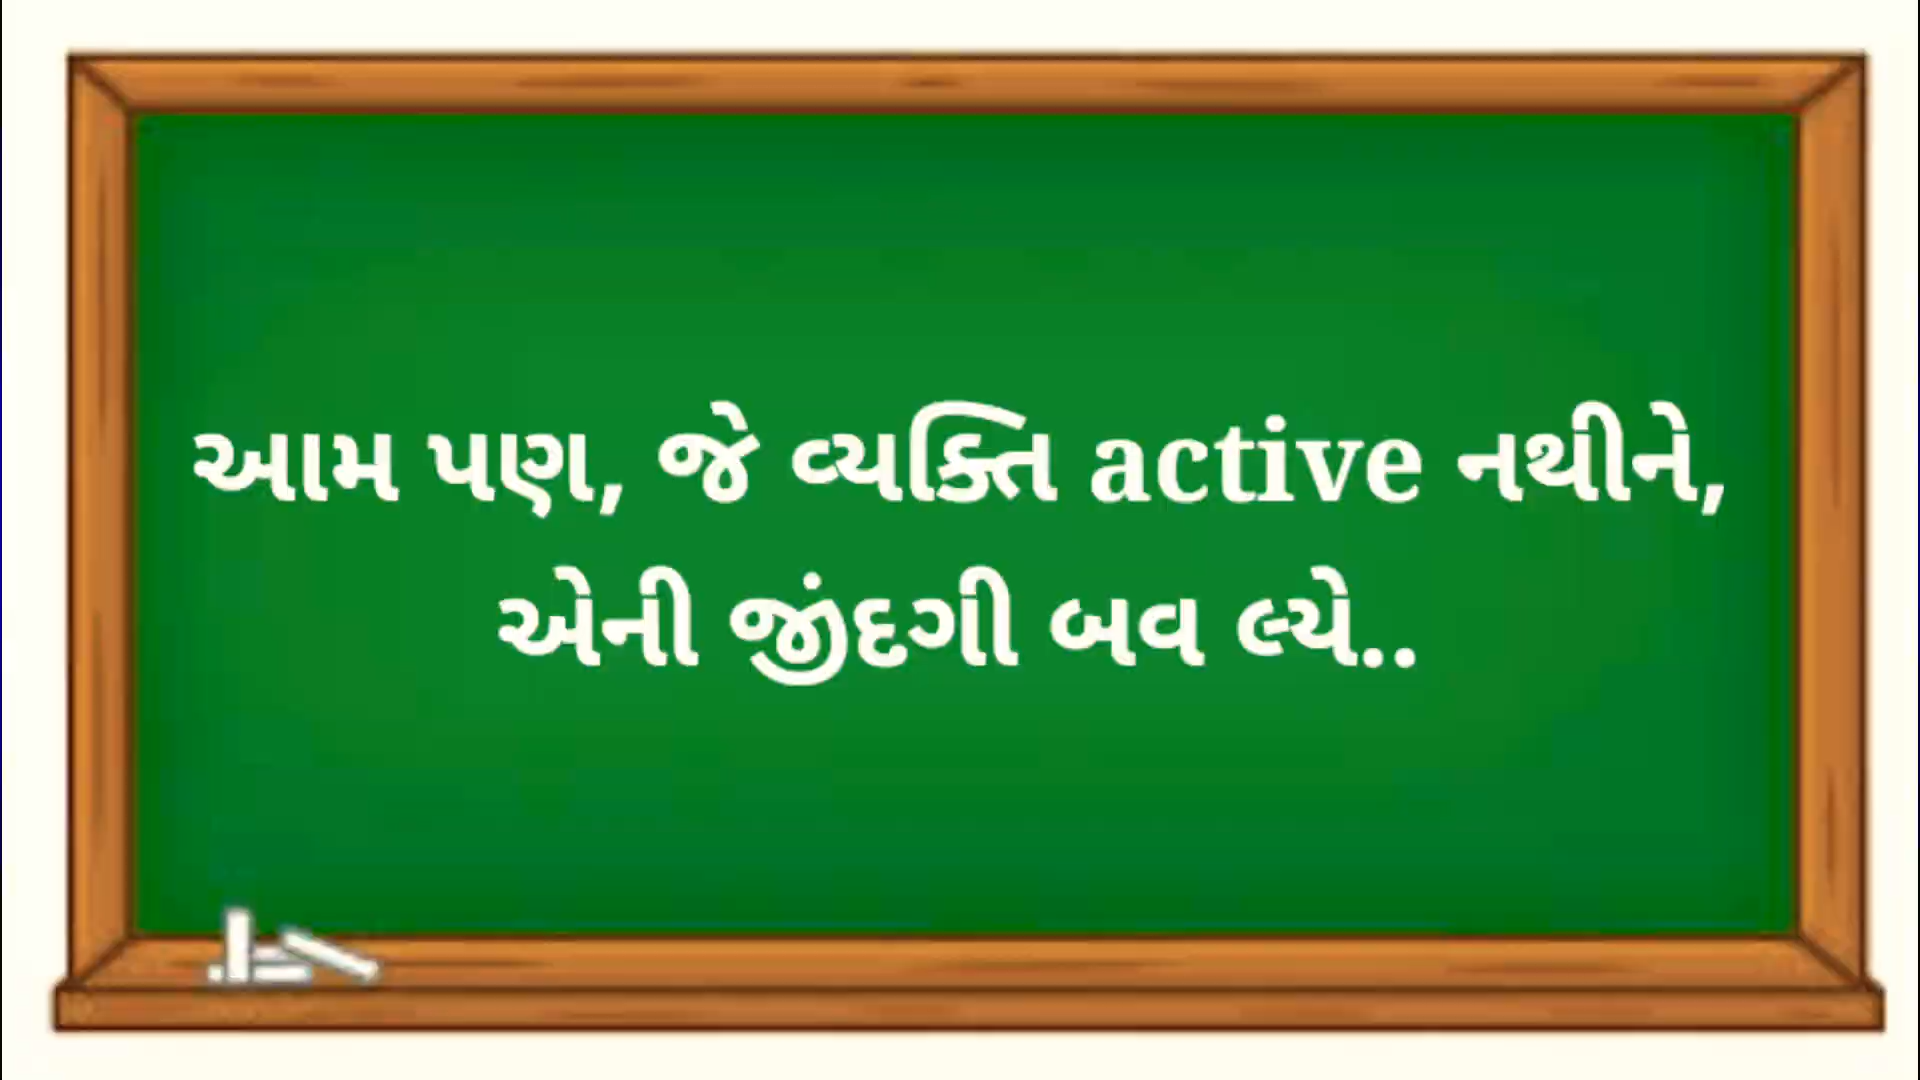 આમ પણ, જે વ્યક્તિ active નથીને,
એની જીંદગી બવ લ્યે..